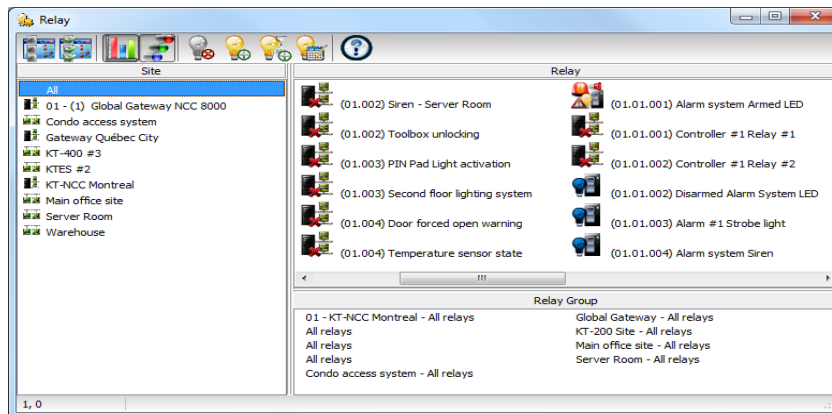 Relay
Site
All
01 - (1) Global Gateway NCC 8000
Condo access system
Gateway Québec City
KT-400 #3
KTES #2
KT-NCC Montreal
Main office site
Server Room
Warehouse
Relay
(01.002) Siren - Server Room
(01.002) Toolbox unlocking
(01.003) PIN Pad Light activation
(01.003) Second floor lighting system
(01.004) Door forced open warning
(01.004) Temperature sensor state
(01.01.001) Alarm system Armed LED
(01.01.001) Controller #1 Relay #1
(01.01.002) Controller #1 Relay #2
(01.01.002) Disarmed Alarm System LED
(01.01.003) Alarm #1 Strobe light
(01.01.004) Alarm system Siren
Relay Group
01 - KT-NCC Montreal - All relays
All relays
All relays
All relays
Condo access system - All relays
Global Gateway - All relays
KT-200 Site - All relays
Main office site - All relays
Server Room - All relays
1, 0